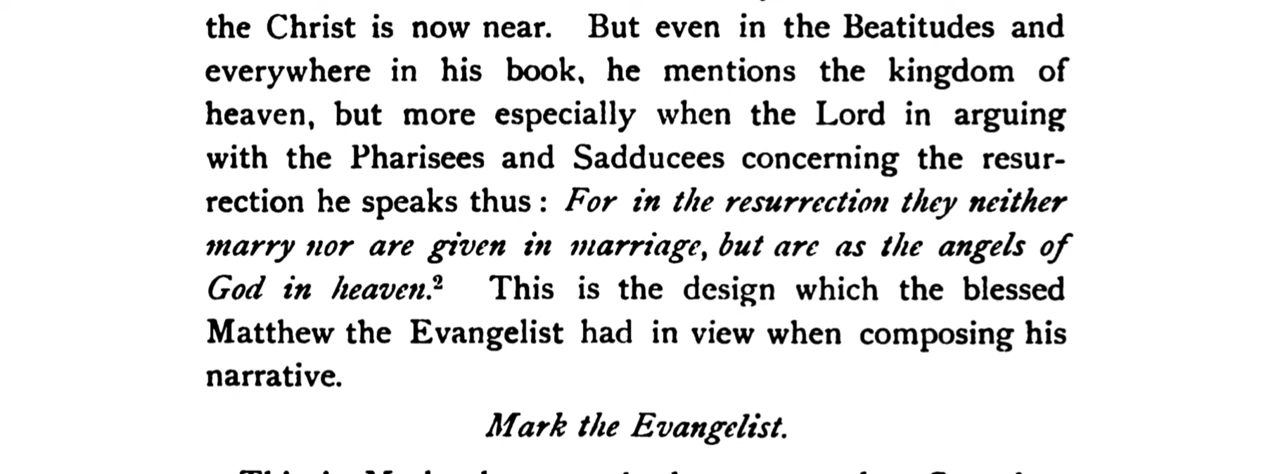 the Christ is now near. But even in the Beatitudes and
everywhere in his book, he mentions the kingdom of
heaven, but more especially when the Lord in arguing
with the Pharisees and Sadducees concerning the resur-
rection he speaks thus : For in the resurrection they neither
marry nor are given in marriage, but are as the angels of
God in heaven.² This is the design which the blessed
Matthew the Evangelist had in view when composing his
narrative.
Mark the Evangelist.